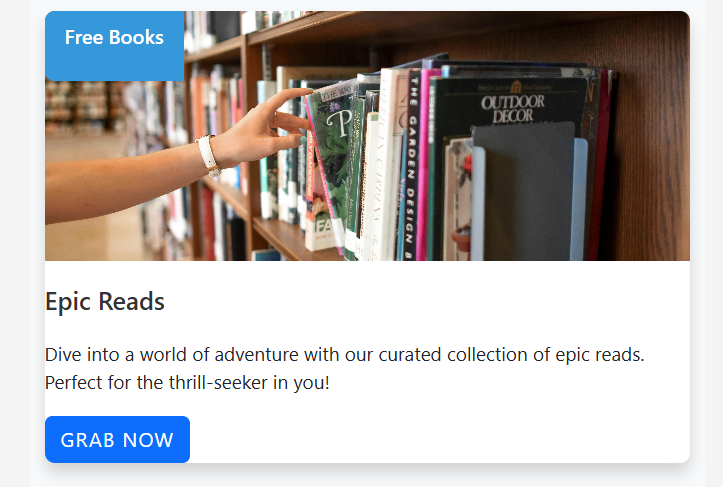 Free Books
THE GARDEN DESIGN B
OUTDOOR
DECOR
Epic Reads
Dive into a world of adventure with our curated collection of epic reads.
Perfect for the thrill-seeker in you!
GRAB NOW